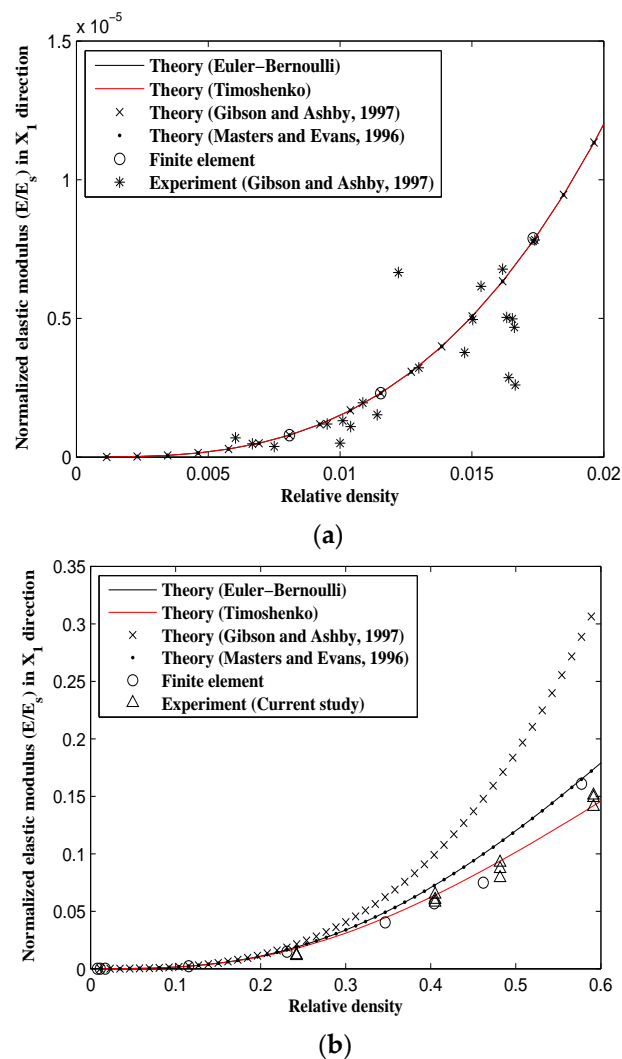 × 10⁻⁵
1.5
Theory (Euler−Bernoulli)
Theory (Timoshenko)
Theory (Gibson and Ashby, 1997)
Theory (Masters and Evans, 1996)
Finite element
Experiment (Gibson and Ashby, 1997)
1
0.5
0
Normalized elastic modulus (E/Eₛ) in X₁ direction
0
0.005
0.01
0.015
0.02
Relative density
(a)
0.35
Theory (Euler−Bernoulli)
Theory (Timoshenko)
Theory (Gibson and Ashby, 1997)
Theory (Masters and Evans, 1996)
Finite element
Experiment (Current study)
0.3
0.25
0.2
0.15
0.1
0.05
0
Normalized elastic modulus (E/Eₛ) in X₁ direction
0
0.1
0.2
0.3
0.4
0.5
0.6
Relative density
(b)